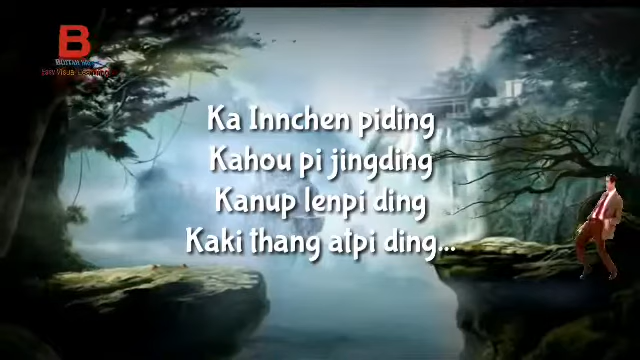 B
Ka Innchen piding
Kahou pi jingding
Kanup lenpi ding
Kaki thang atpi ding...